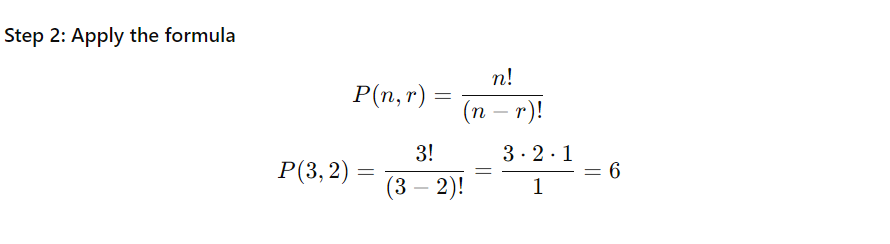 Step 2: Apply the formula
P(n, r) = n! / (n − r)!
P(3, 2) = 3! / (3 − 2)! = 3 · 2 · 1 / 1 = 6